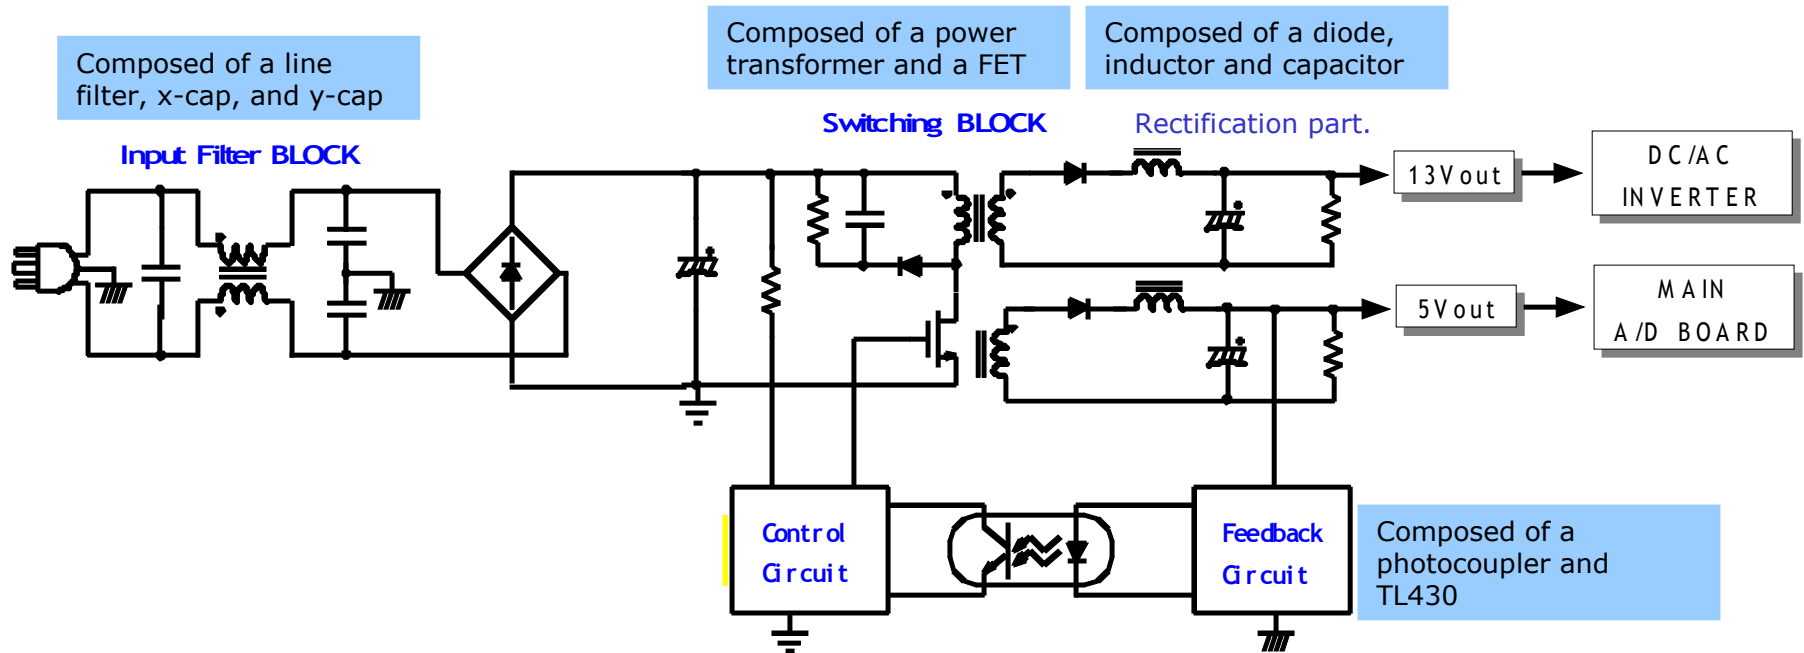 Composed of a line
filter, x-cap, and y-cap
Input Filter BLOCK
Composed of a power
transformer and a FET
Switching BLOCK
Composed of a diode,
inductor and capacitor
Rectification part.
13Vout
DC/AC
INVERTER
5Vout
MAIN
A/D BOARD
Control
Circuit
Feedback
Circuit
Composed of a
photocoupler and
TL430